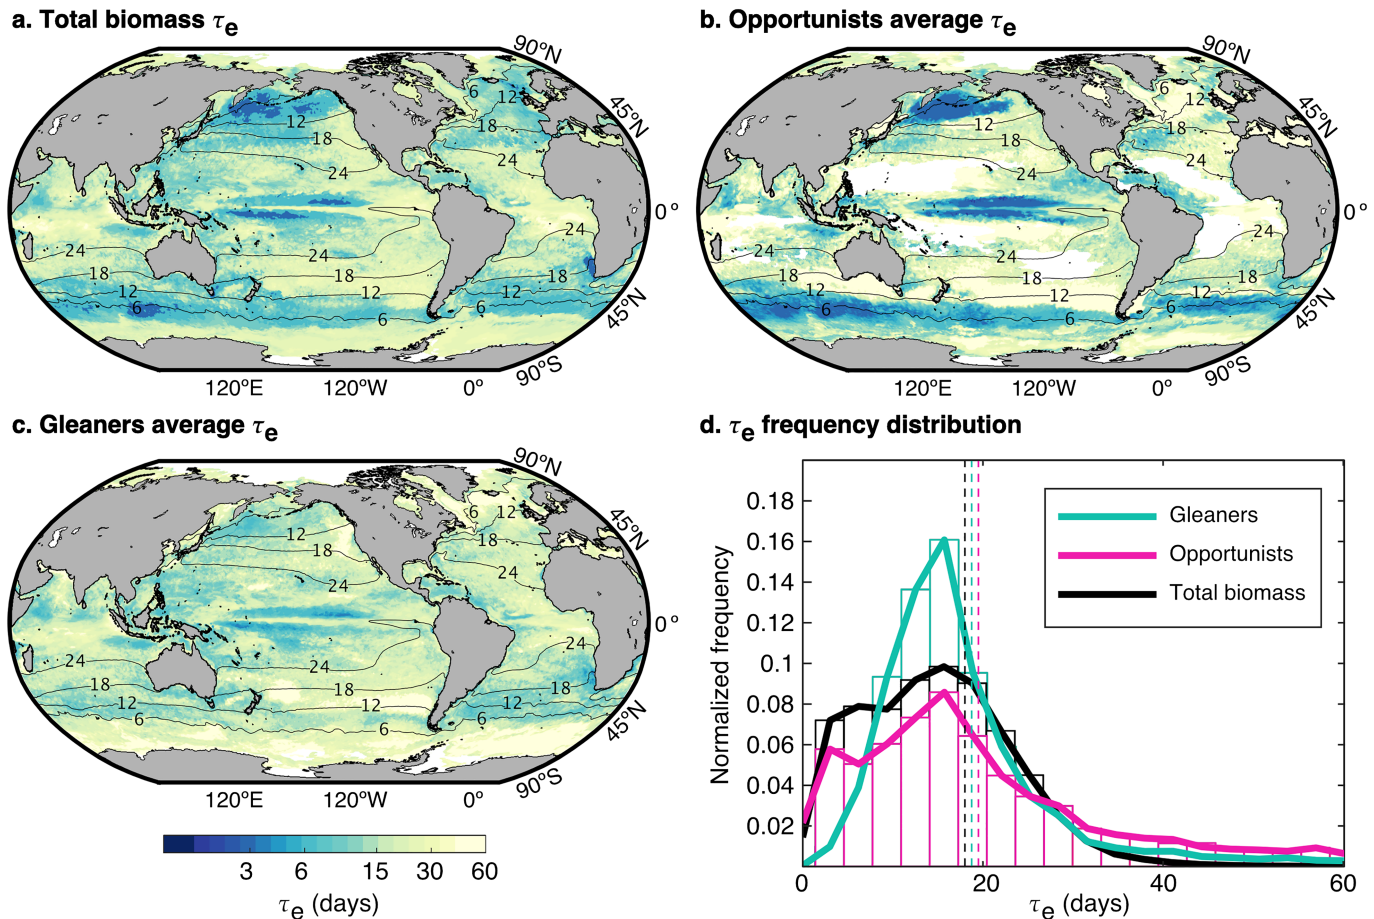 a. Total biomass τe
90°N
45°N
0°
45°N
90°S
6
12
12
18
18
24
24
24
24
24
18
18
12
12
6
6
120°E
120°W
0°
b. Opportunists average τe
90°N
45°N
0°
45°N
90°S
6
12
12
18
18
24
24
24
24
24
18
18
18
12
12
6
6
120°E
120°W
0°
c. Gleaners average τe
90°N
45°N
0°
45°N
90°S
6
12
12
18
18
24
24
24
24
24
18
18
12
12
6
6
120°E
120°W
0°
3
6
15
30
60
τe (days)
d. τe frequency distribution
Normalized frequency
0.18
0.16
0.14
0.12
0.1
0.08
0.06
0.04
0.02
0
20
40
60
τe (days)
Gleaners
Opportunists
Total biomass